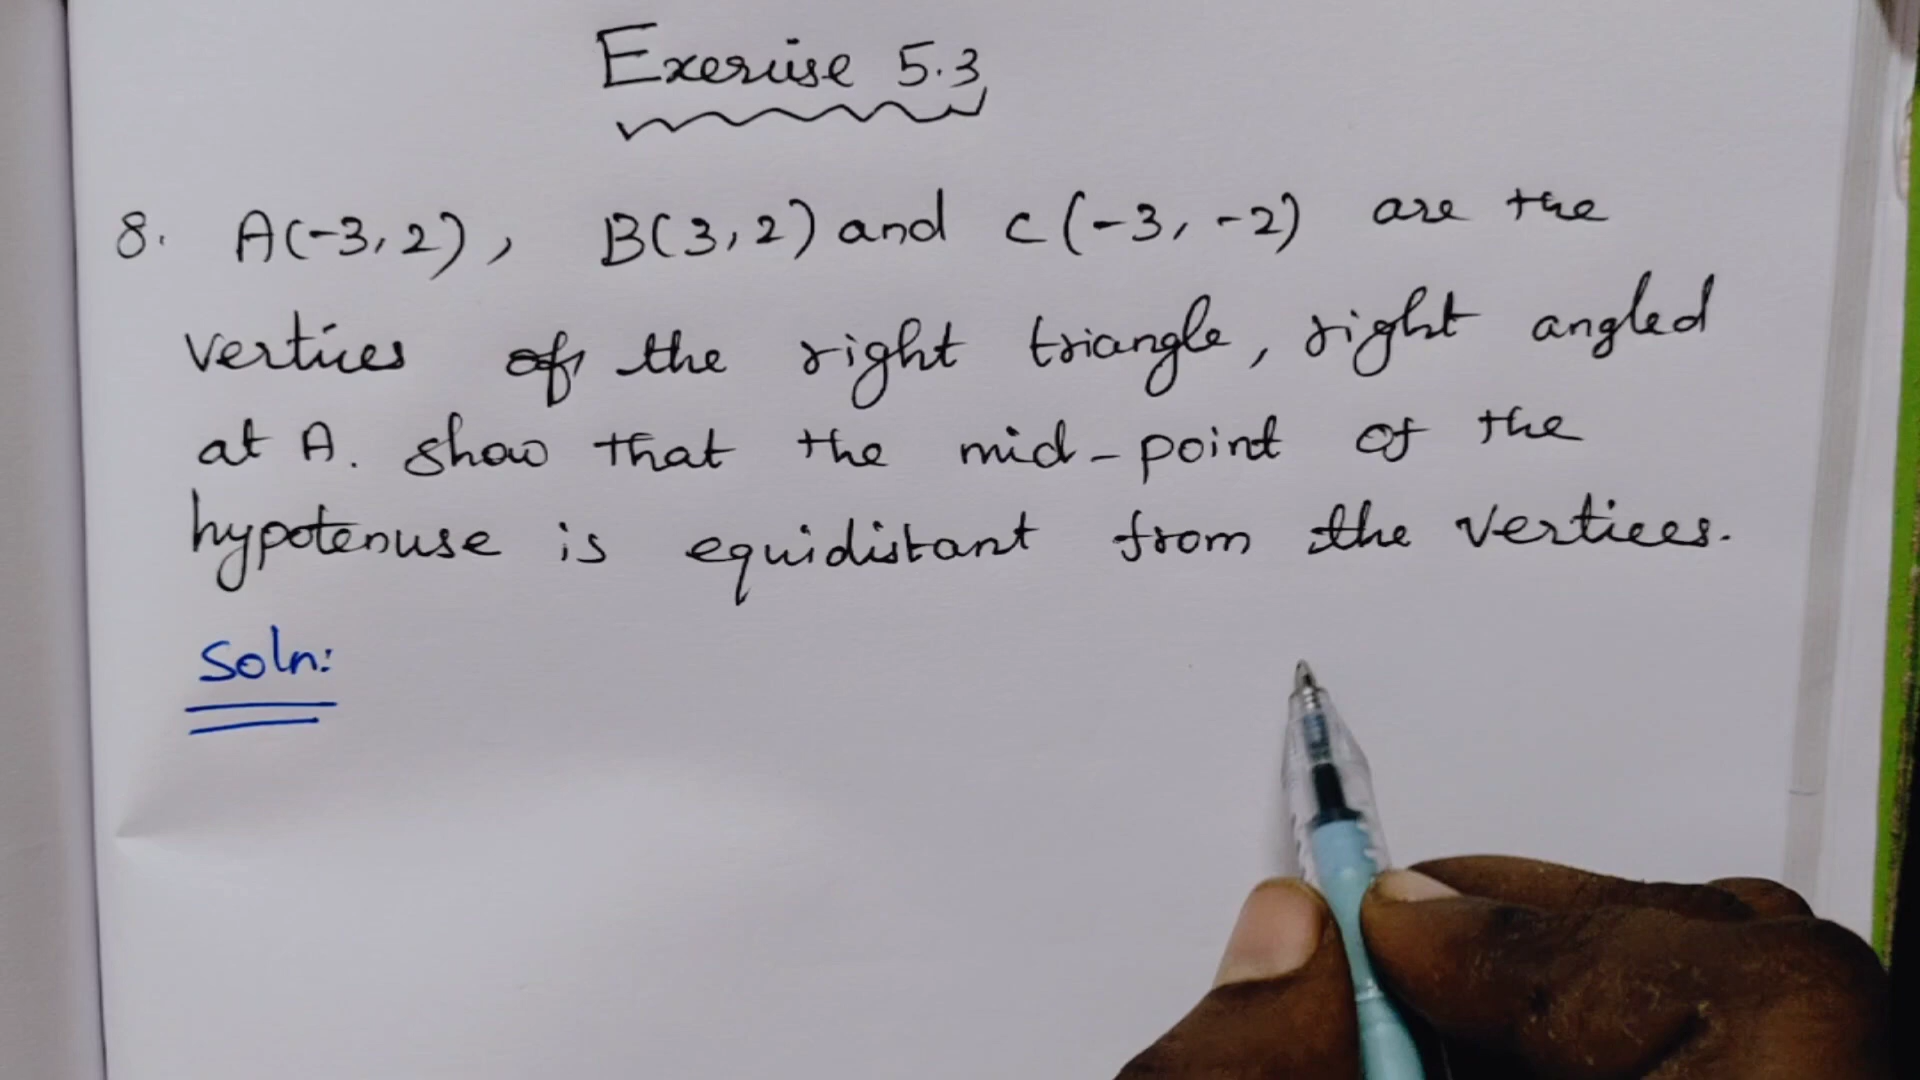 Exercise 5.3
8. A(-3, 2), B(3, 2) and C(-3, -2) are the
vertices of the right triangle, right angled
at A. show that the mid-point of the
hypotenuse is equidistant from the vertices.
Soln: